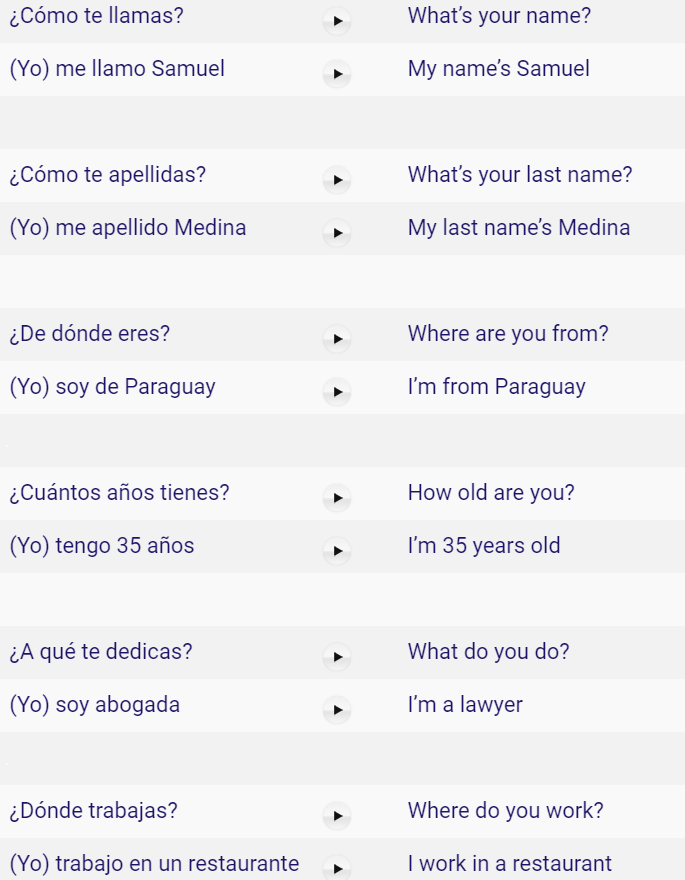 ¿Cómo te llamas? What’s your name?
(Yo) me llamo Samuel My name’s Samuel
¿Cómo te apellidas? What’s your last name?
(Yo) me apellido Medina My last name’s Medina
¿De dónde eres? Where are you from?
(Yo) soy de Paraguay I’m from Paraguay
¿Cuántos años tienes? How old are you?
(Yo) tengo 35 años I’m 35 years old
¿A qué te dedicas? What do you do?
(Yo) soy abogada I’m a lawyer
¿Dónde trabajas? Where do you work?
(Yo) trabajo en un restaurante I work in a restaurant